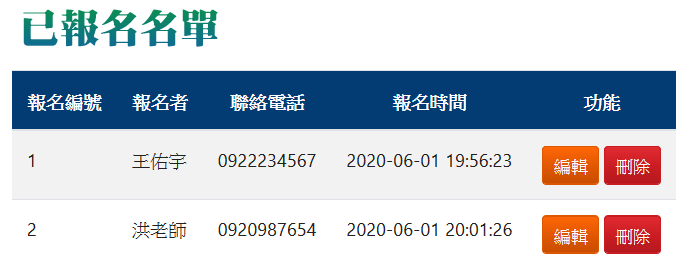 已報名名單
報名編號 報名者 聯絡電話 報名時間 功能
1 王佑宇 0922234567 2020-06-01 19:56:23 編輯 刪除
2 洪老師 0920987654 2020-06-01 20:01:26 編輯 刪除